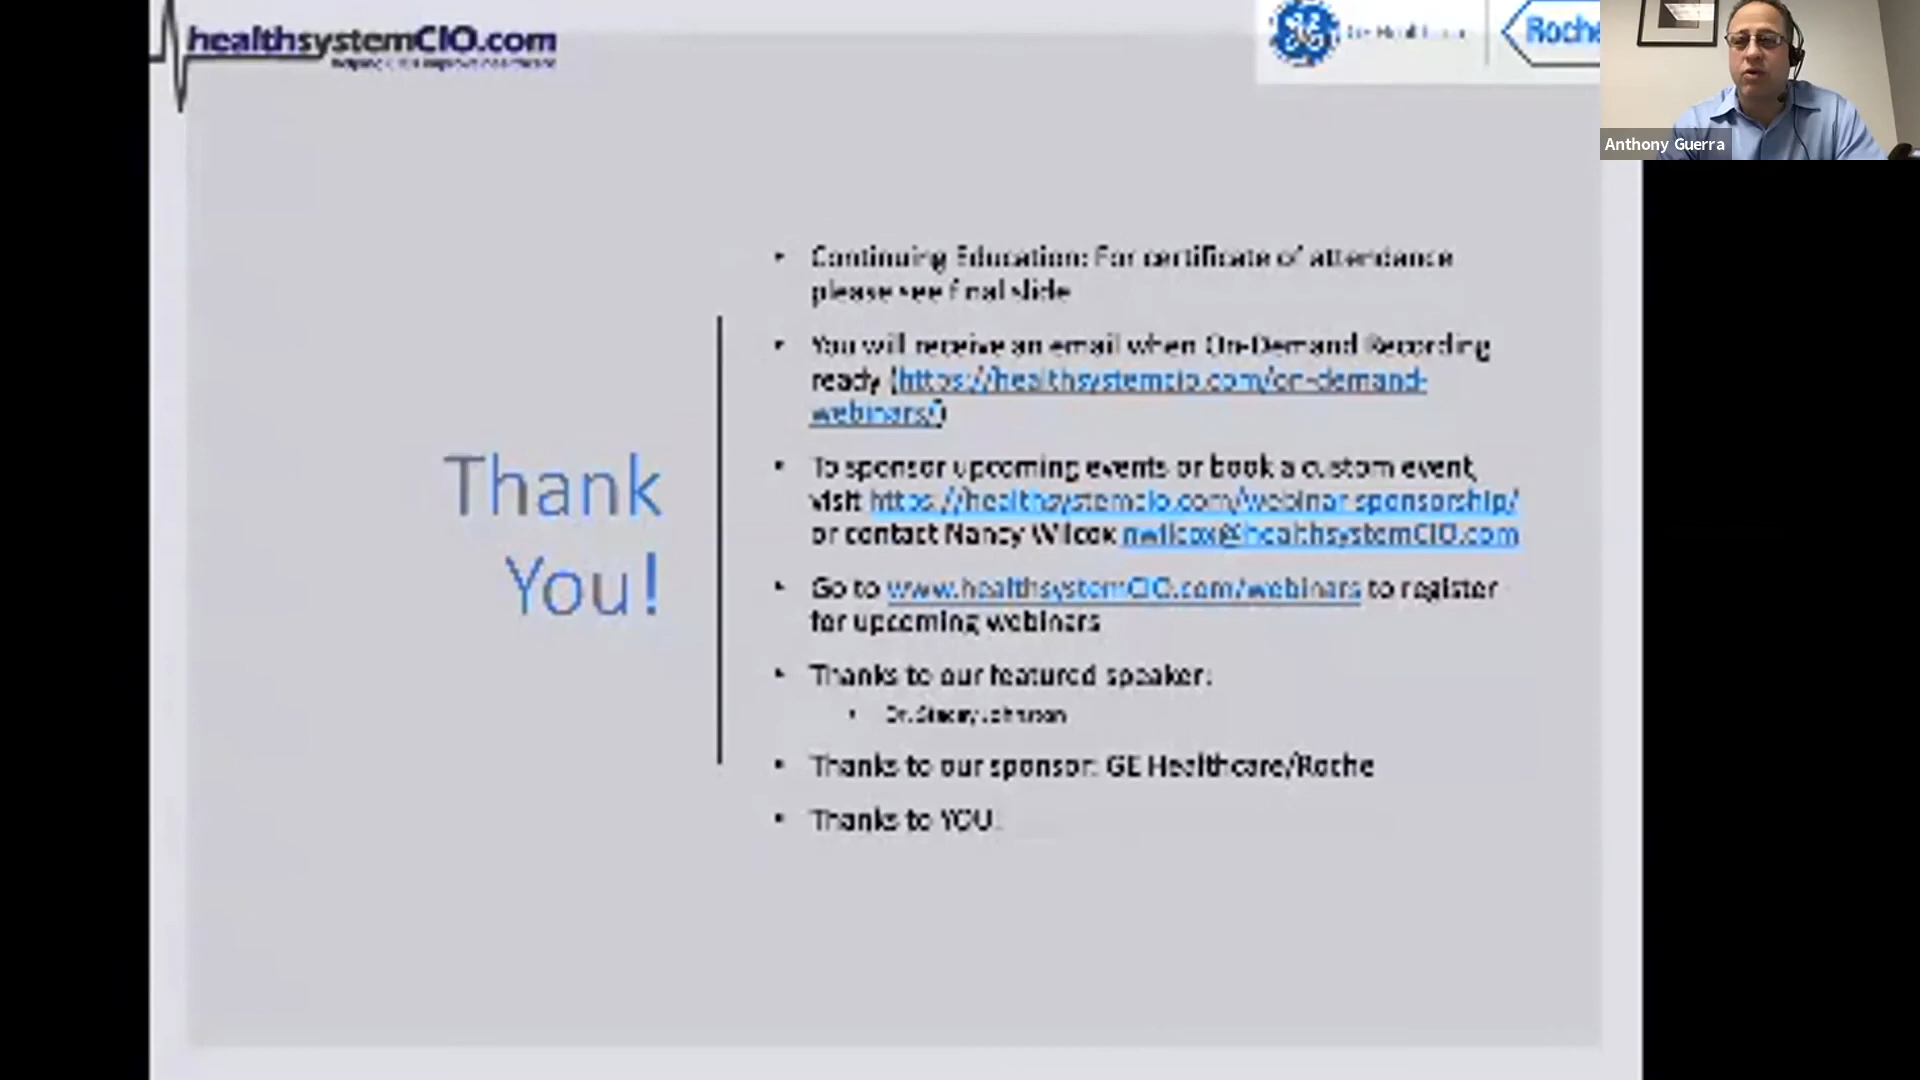 healthsystemCIO.com
GE Healthcare
Roche
Anthony Guerra
Thank
You!
• Continuing Education: For certificate of attendance
please see final slide
• You will receive an email when On-Demand Recording
ready (https://healthsystemcio.com/on-demand-
webinars/)
• To sponsor upcoming events or book a custom event,
visit https://healthsystemcio.com/webinar-sponsorship/
or contact Nancy Wilcox nwilcox@healthsystemCIO.com
• Go to www.healthsystemCIO.com/webinars to register
for upcoming webinars
• Thanks to our featured speaker:
• Dr. Stacey Johnson
• Thanks to our sponsor: GE Healthcare/Roche
• Thanks to YOU!